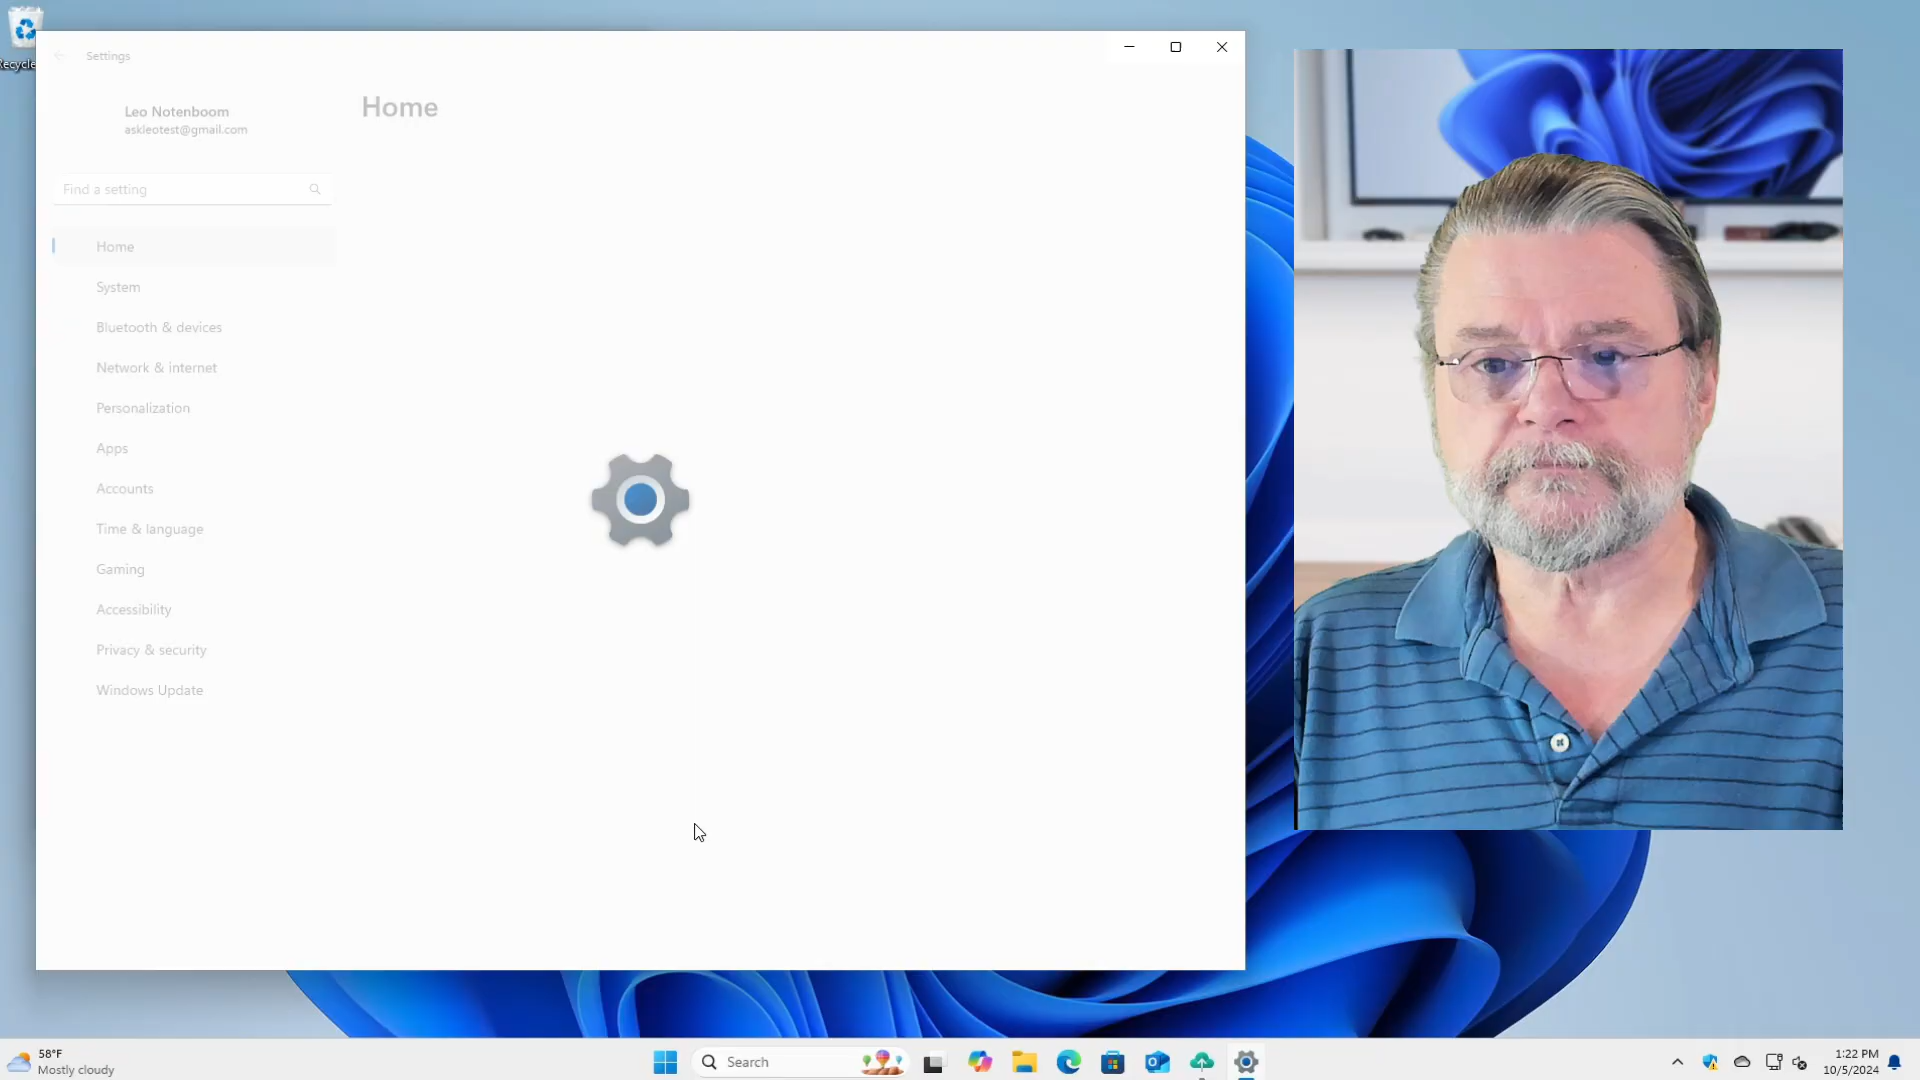 Recycle
Settings
Leo Notenboom
askleotest@gmail.com
Home
Find a setting
Home
System
Bluetooth & devices
Network & internet
Personalization
Apps
Accounts
Time & language
Gaming
Accessibility
Privacy & security
Windows Update
58°F
Mostly cloudy
Search
1:22 PM
10/5/2024